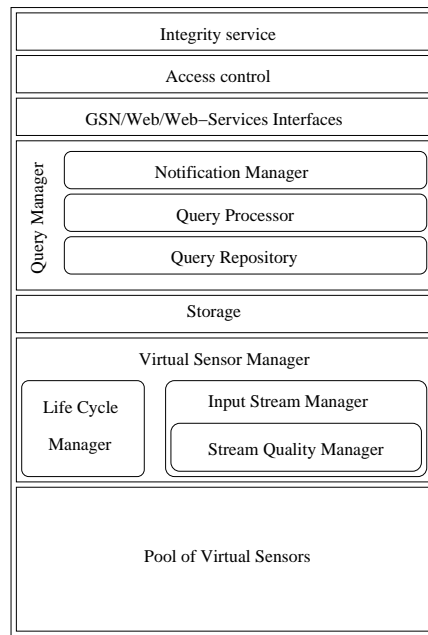 Integrity service
Access control
GSN/Web/Web−Services Interfaces
Query Manager
Notification Manager
Query Processor
Query Repository
Storage
Virtual Sensor Manager
Life Cycle
Manager
Input Stream Manager
Stream Quality Manager
Pool of Virtual Sensors